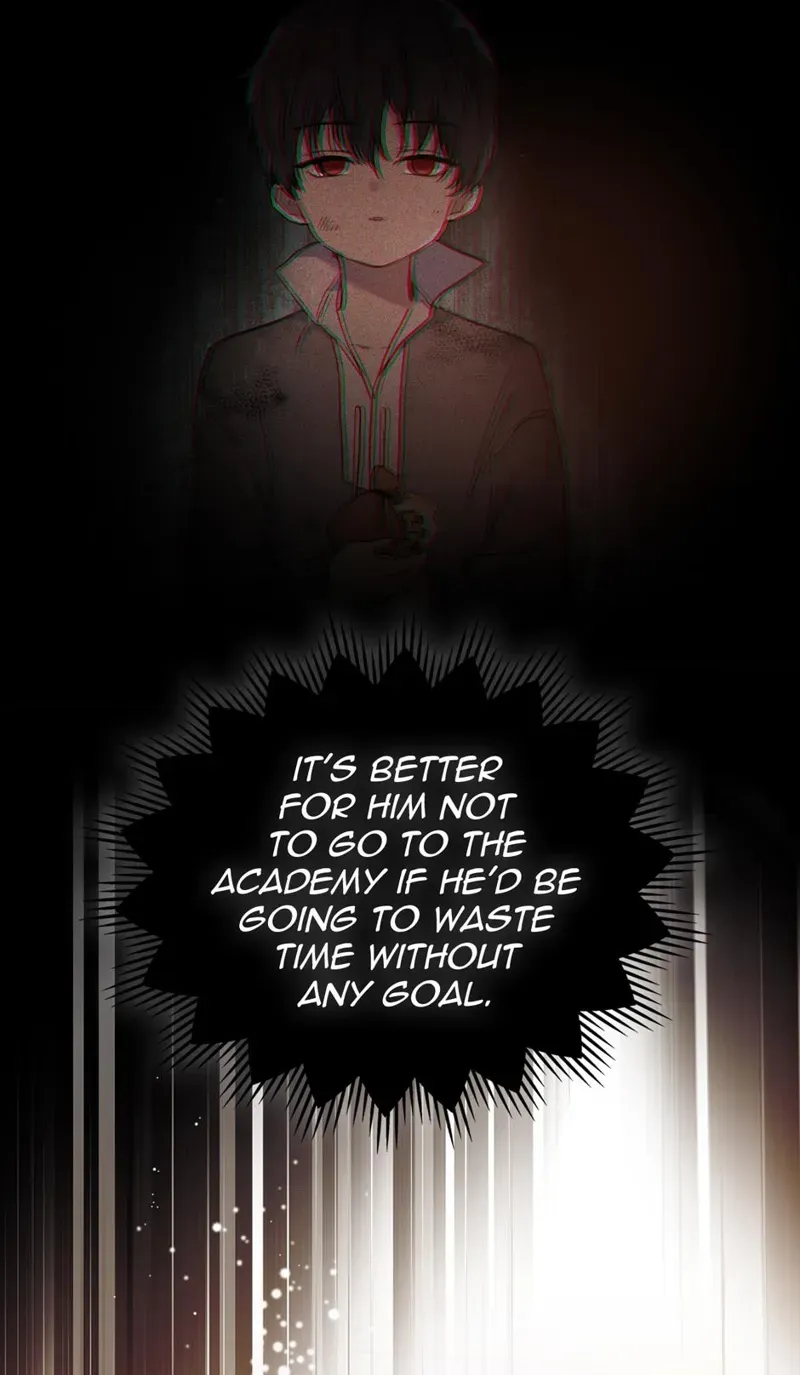 IT'S BETTER
FOR HIM NOT
TO GO TO THE
ACADEMY IF HE'D BE
GOING TO WASTE
TIME WITHOUT
ANY GOAL.